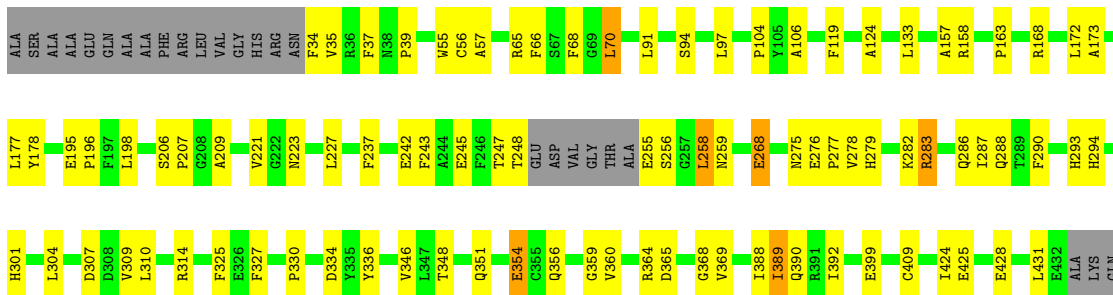 ALA SER ALA ALA GLU GLN ALA ALA PHE ARG LEU VAL GLY HIS ARG ASN F34 V35 R36 F37 N38 P39 W55 C56 A57 R65 F66 S67 F68 G69 L70 L91 S94 L97 P104 Y105 A106 F119 A124 L133 A157 R158 P163 R168 L172 A173
L177 Y178 E195 P196 F197 L198 S206 P207 G208 A209 V221 G222 N223 L227 F237 E242 F243 A244 E245 F246 T247 T248 GLU ASP VAL GLY THR ALA E255 S256 G257 L258 N259 E268 N275 E276 P277 V278 H279 K282 R283 Q286 I287 Q288 T289 F290 H293 H294
H301 L304 D307 D308 V309 L310 R314 F325 E326 F327 P330 D334 Y335 Y336 V346 L347 T348 Q351 E354 C355 Q356 G359 V360 R364 D365 G368 V369 I388 I389 Q390 R391 I392 E399 C409 I424 E425 E428 L431 E432 ALA LYS GLN